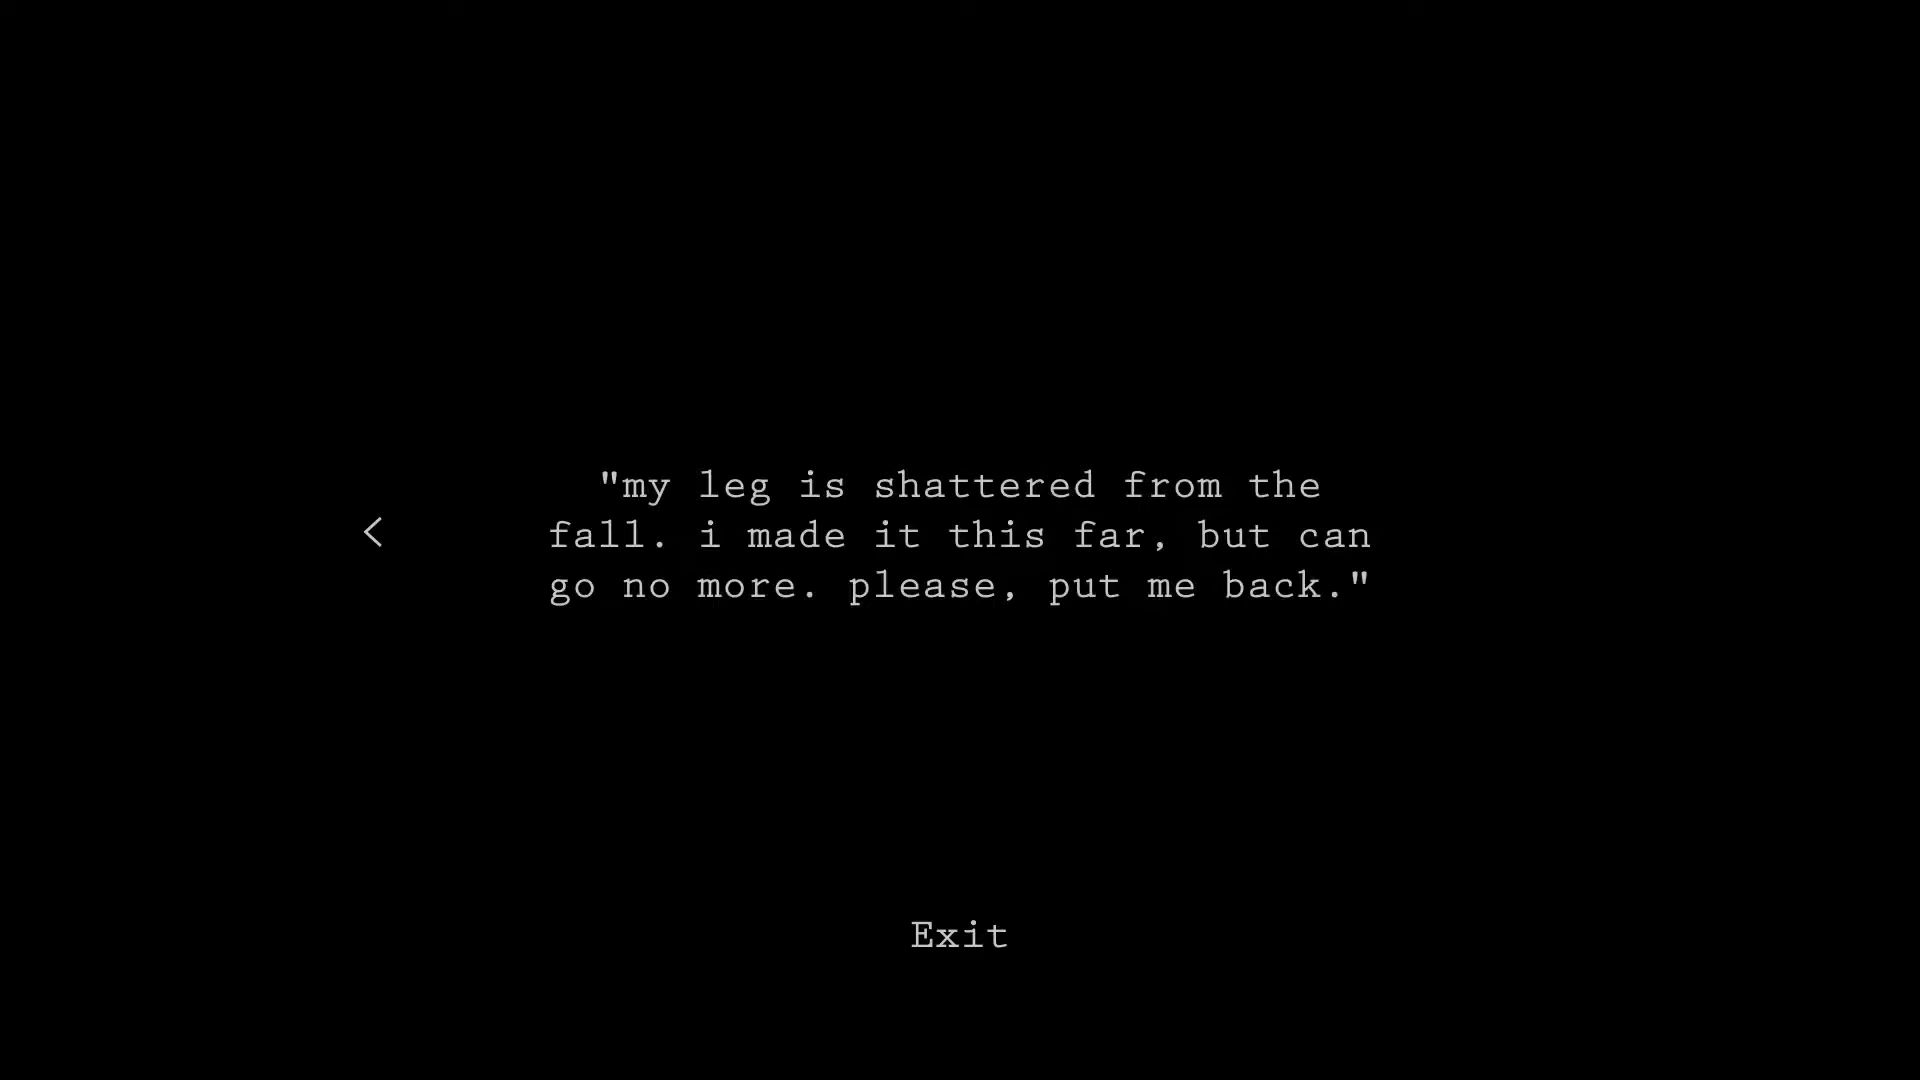 "my leg is shattered from the
< fall. i made it this far, but can
go no more. please, put me back."
Exit